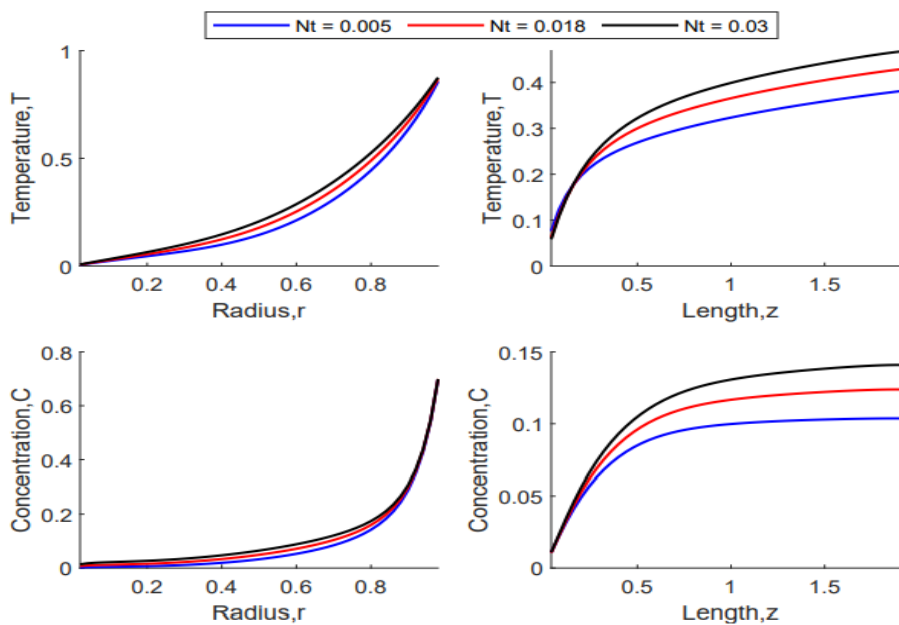 Nt = 0.005 Nt = 0.018 Nt = 0.03
Temperature,T
1
0.5
0
0.2 0.4 0.6 0.8
Radius,r
Temperature,T
0.4
0.3
0.2
0.1
0
0.5 1 1.5
Length,z
Concentration,C
0.8
0.6
0.4
0.2
0
0.2 0.4 0.6 0.8
Radius,r
Concentration,C
0.15
0.1
0.05
0
0.5 1 1.5
Length,z